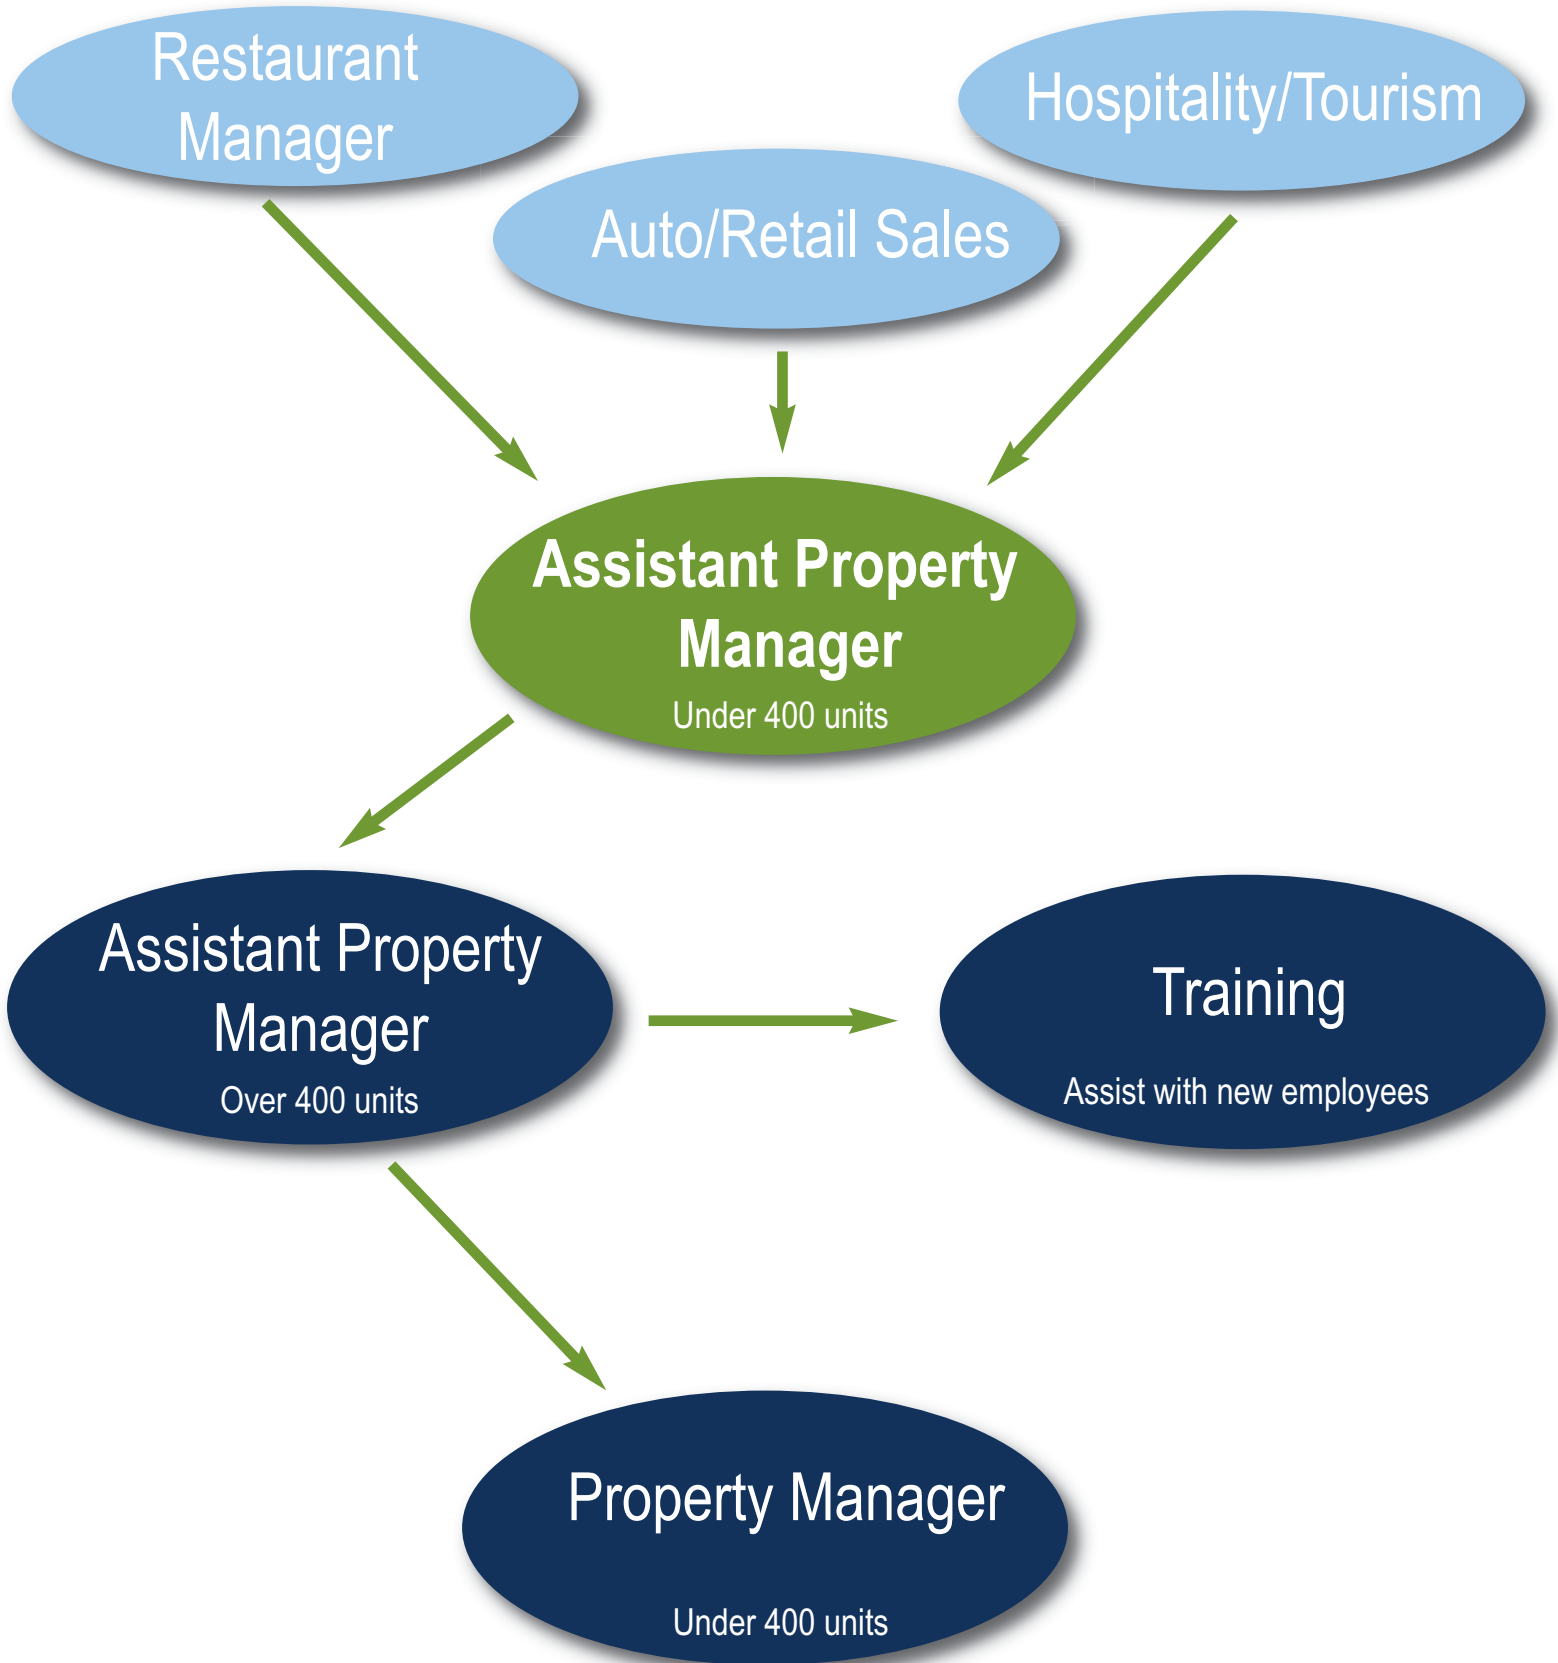 Restaurant
Manager
Hospitality/Tourism
Auto/Retail Sales
Assistant Property
Manager
Under 400 units
Assistant Property
Manager
Over 400 units
Training
Assist with new employees
Property Manager
Under 400 units